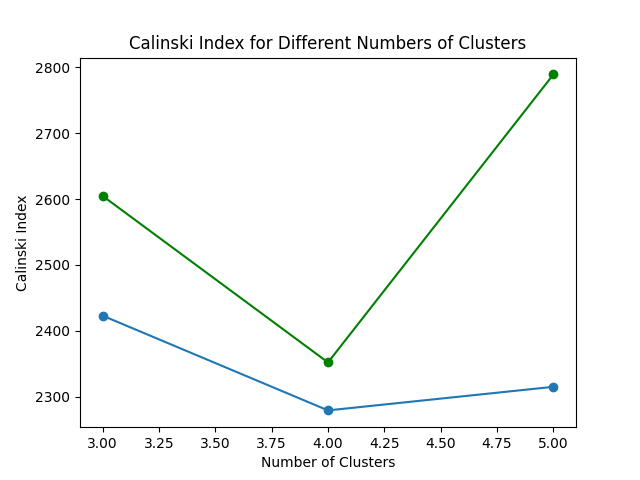 Calinski Index for Different Numbers of Clusters
2800
2700
2600
2500
2400
2300
Calinski Index
3.00 3.25 3.50 3.75 4.00 4.25 4.50 4.75 5.00
Number of Clusters